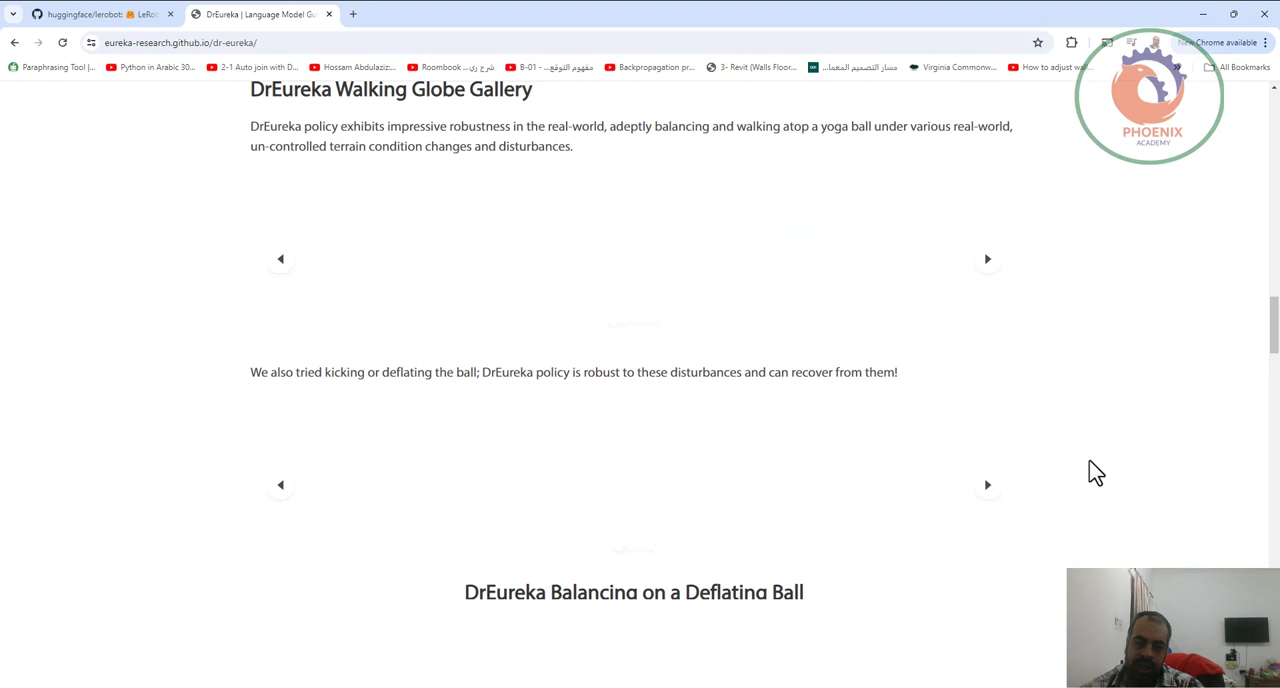 huggingface/lerobot: 🤗 LeRo
DrEureka | Language Model Gu
eureka-research.github.io/dr-eureka/
New Chrome available
Paraphrasing Tool |...
Python in Arabic 30...
2-1 Auto join with D...
Hossam Abdulaziz:...
Roomba... شرح ري...
B-01 - مفهوم التوقع...
Backpropagation pr...
3- Revit (Walls Floor...
مسار التصميم المعما...
Virginia Commonw...
How to adjust wall...
All Bookmarks
PHOENIX
ACADEMY
DrEureka Walking Globe Gallery
DrEureka policy exhibits impressive robustness in the real-world, adeptly balancing and walking atop a yoga ball under various real-world,
un-controlled terrain condition changes and disturbances.
We also tried kicking or deflating the ball; DrEureka policy is robust to these disturbances and can recover from them!
DrEureka Balancing on a Deflating Ball